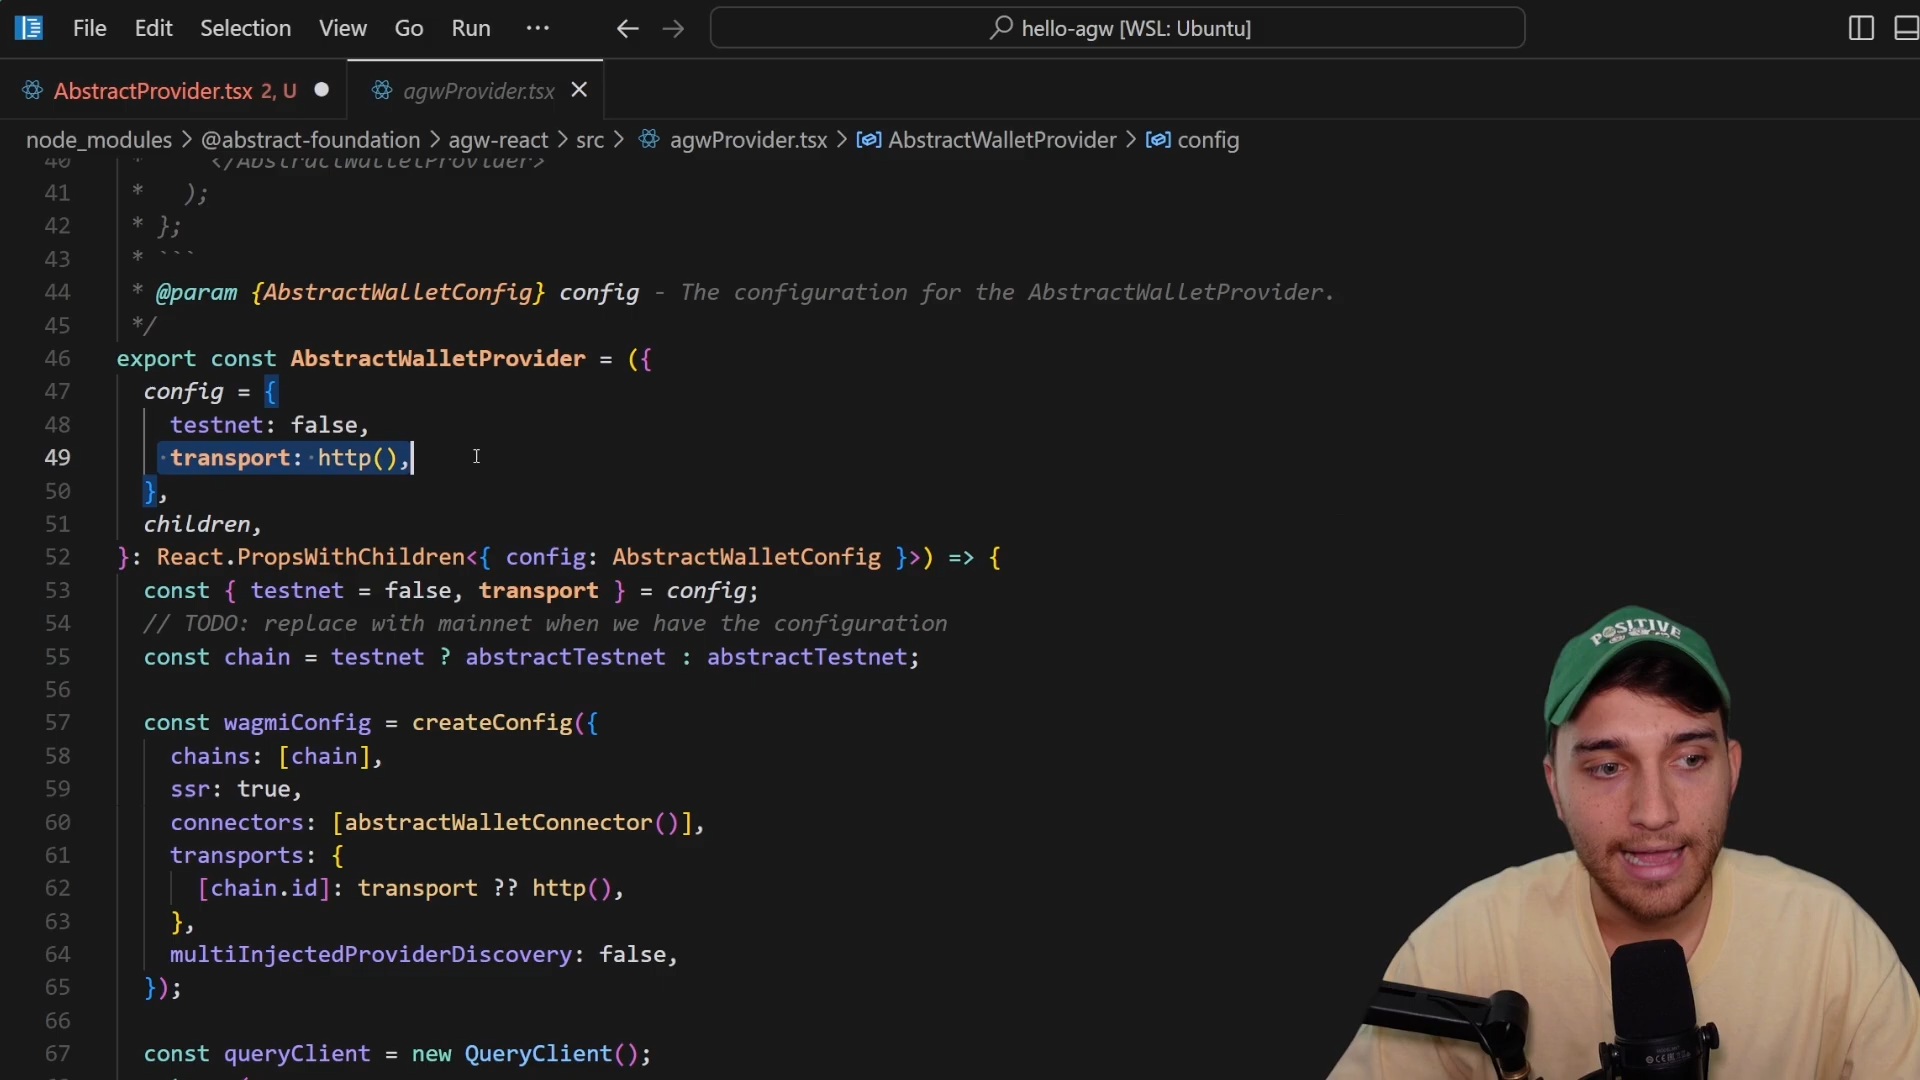 File Edit Selection View Go Run ··· hello-agw [WSL: Ubuntu]
AbstractProvider.tsx 2, U agwProvider.tsx
node_modules > @abstract-foundation > agw-react > src > agwProvider.tsx > AbstractWalletProvider > config
40 * </AbstractWalletProvider>
41 * );
42 * };
43 * ```
44 * @param {AbstractWalletConfig} config - The configuration for the AbstractWalletProvider.
45 */
46 export const AbstractWalletProvider = ({
47 config = {
48 testnet: false,
49 transport: http(),
50 },
51 children,
52 }: React.PropsWithChildren<{ config: AbstractWalletConfig }>) => {
53 const { testnet = false, transport } = config;
54 // TODO: replace with mainnet when we have the configuration
55 const chain = testnet ? abstractTestnet : abstractTestnet;
56
57 const wagmiConfig = createConfig({
58 chains: [chain],
59 ssr: true,
60 connectors: [abstractWalletConnector()],
61 transports: {
62 [chain.id]: transport ?? http(),
63 },
64 multiInjectedProviderDiscovery: false,
65 });
66
67 const queryClient = new QueryClient();
POSITIVE